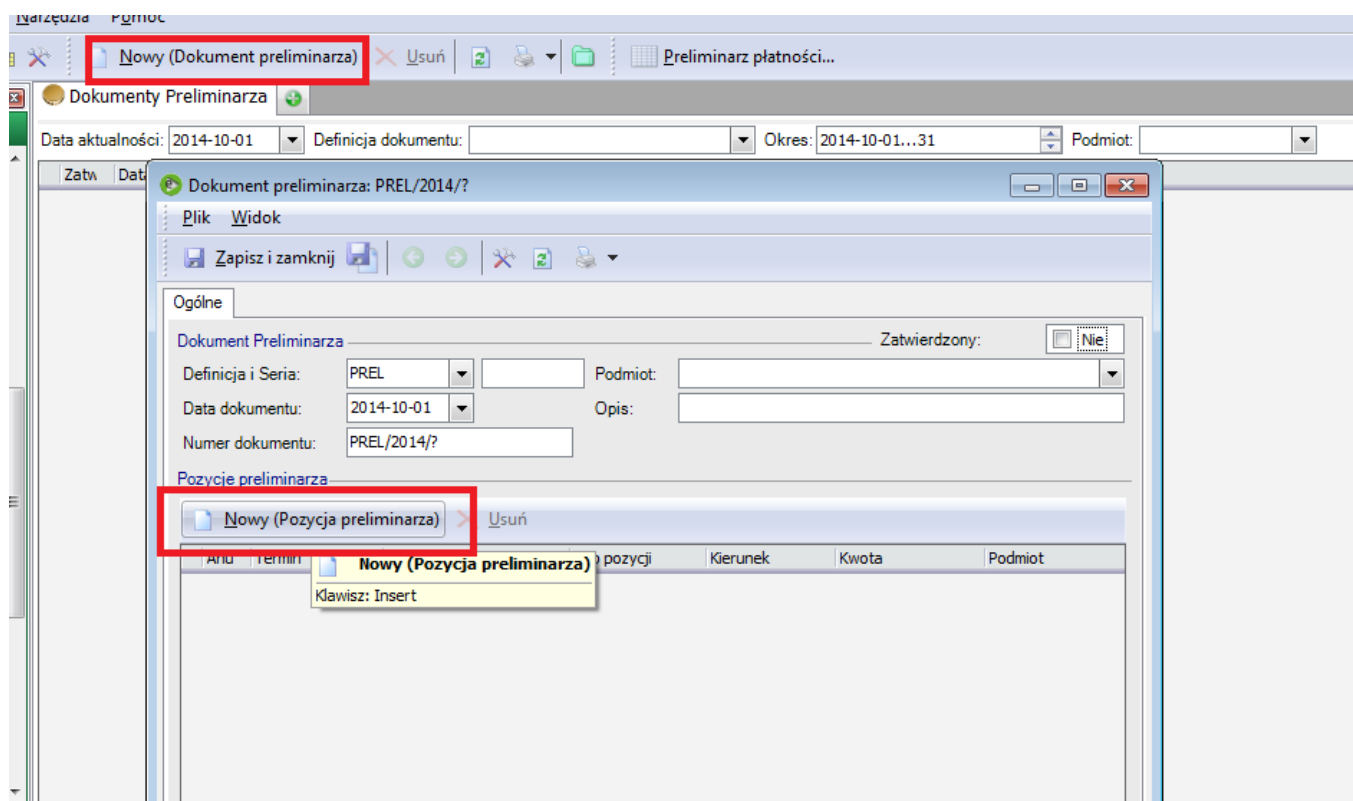 Narzędzia Pomoc
Nowy (Dokument preliminarza) Usuń Preliminarz płatności...
Dokumenty Preliminarza
Data aktualności: 2014-10-01 Definicja dokumentu: Okres: 2014-10-01...31 Podmiot:
Zatw Data
Dokument preliminarza: PREL/2014/?
Plik Widok
Zapisz i zamknij
Ogólne
Dokument Preliminarza Zatwierdzony: Nie
Definicja i Seria: PREL Podmiot:
Data dokumentu: 2014-10-01 Opis:
Numer dokumentu: PREL/2014/?
Pozycje preliminarza
Nowy (Pozycja preliminarza) Usuń
Anu Termin pozycji Kierunek Kwota Podmiot
Nowy (Pozycja preliminarza)
Klawisz: Insert